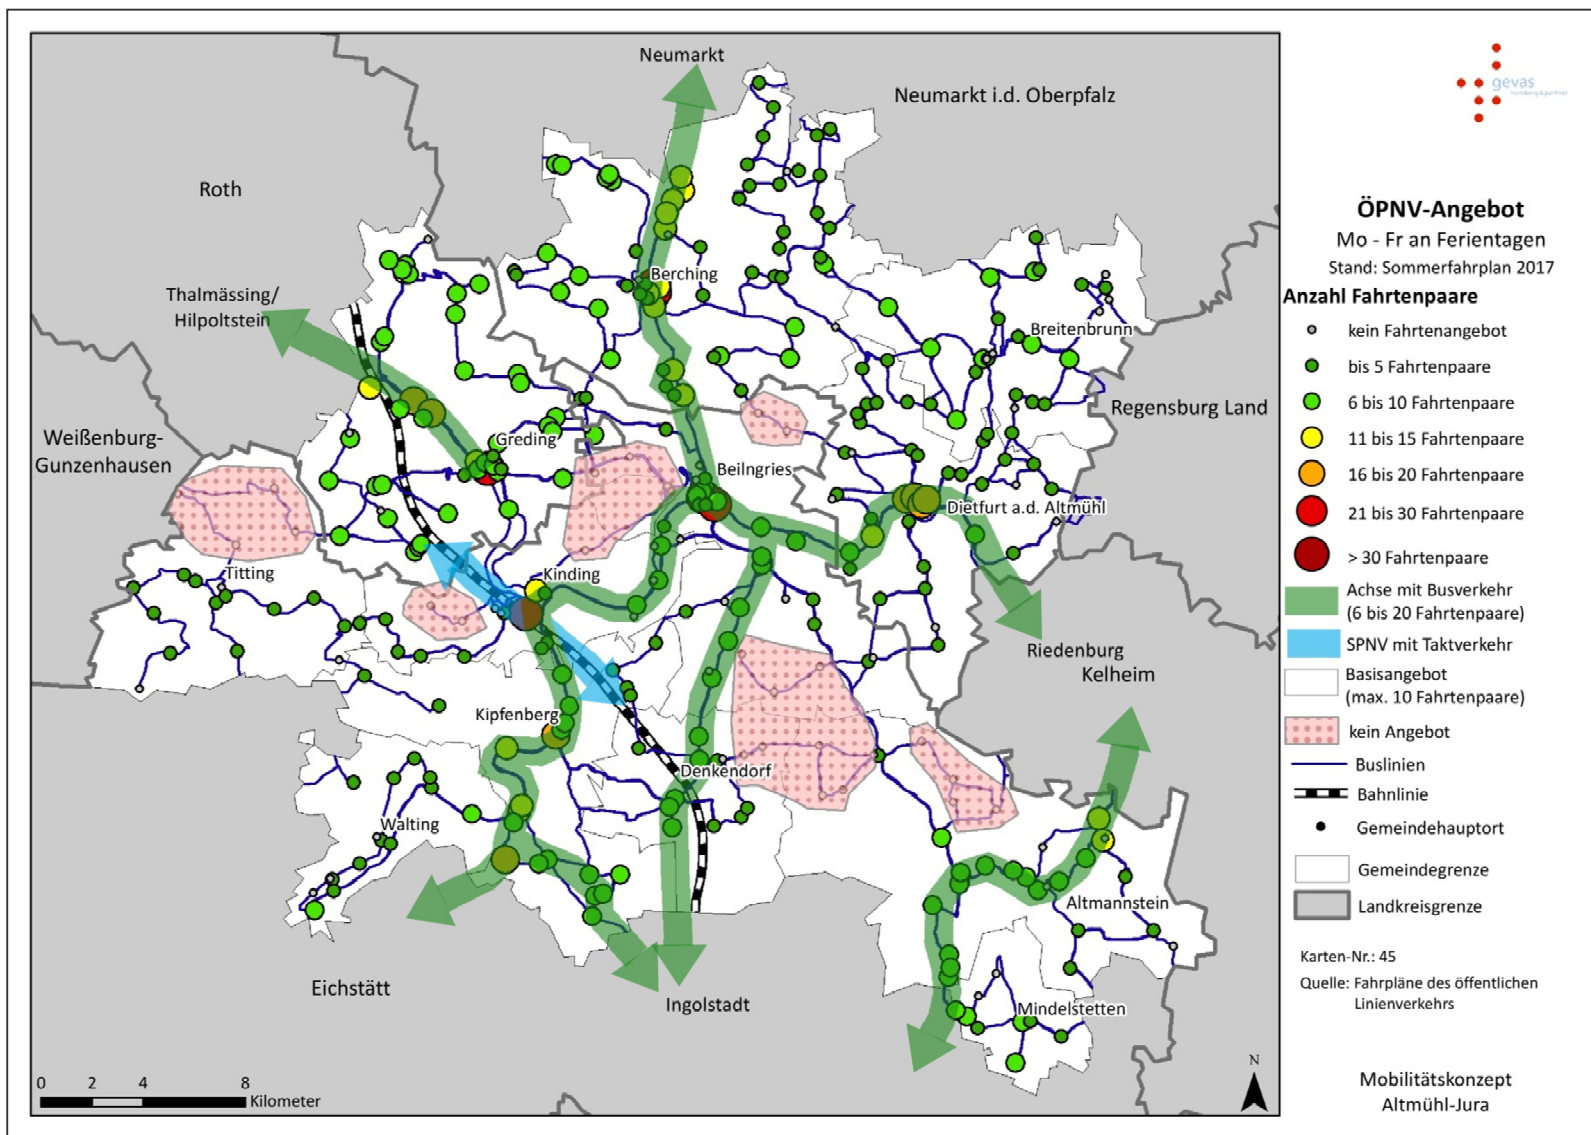 Neumarkt
Neumarkt i.d. Oberpfalz
Roth
Berching
Thalmässing/
Hilpoltstein
Breitenbrunn
Regensburg Land
Weißenburg-
Gunzenhausen
Greding
Beilngries
Dietfurt a.d. Altmühl
Titting
Kinding
Riedenburg
Kelheim
Kipfenberg
Denkendorf
Walting
Altmannstein
Eichstätt
Ingolstadt
Mindelstetten
0 2 4 8
Kilometer
N
gevas
humberg & partner
ÖPNV-Angebot
Mo - Fr an Ferientagen
Stand: Sommerfahrplan 2017
Anzahl Fahrtenpaare
kein Fahrtenangebot
bis 5 Fahrtenpaare
6 bis 10 Fahrtenpaare
11 bis 15 Fahrtenpaare
16 bis 20 Fahrtenpaare
21 bis 30 Fahrtenpaare
> 30 Fahrtenpaare
Achse mit Busverkehr
(6 bis 20 Fahrtenpaare)
SPNV mit Taktverkehr
Basisangebot
(max. 10 Fahrtenpaare)
kein Angebot
Buslinien
Bahnlinie
Gemeindehauptort
Gemeindegrenze
Landkreisgrenze
Karten-Nr.: 45
Quelle: Fahrpläne des öffentlichen
Linienverkehrs
Mobilitätskonzept
Altmühl-Jura